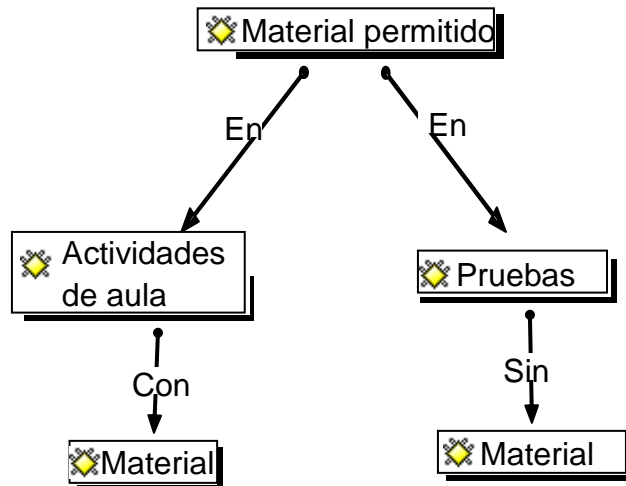 Material permitido
En
En
Actividades
de aula
Pruebas
Con
Sin
Material
Material